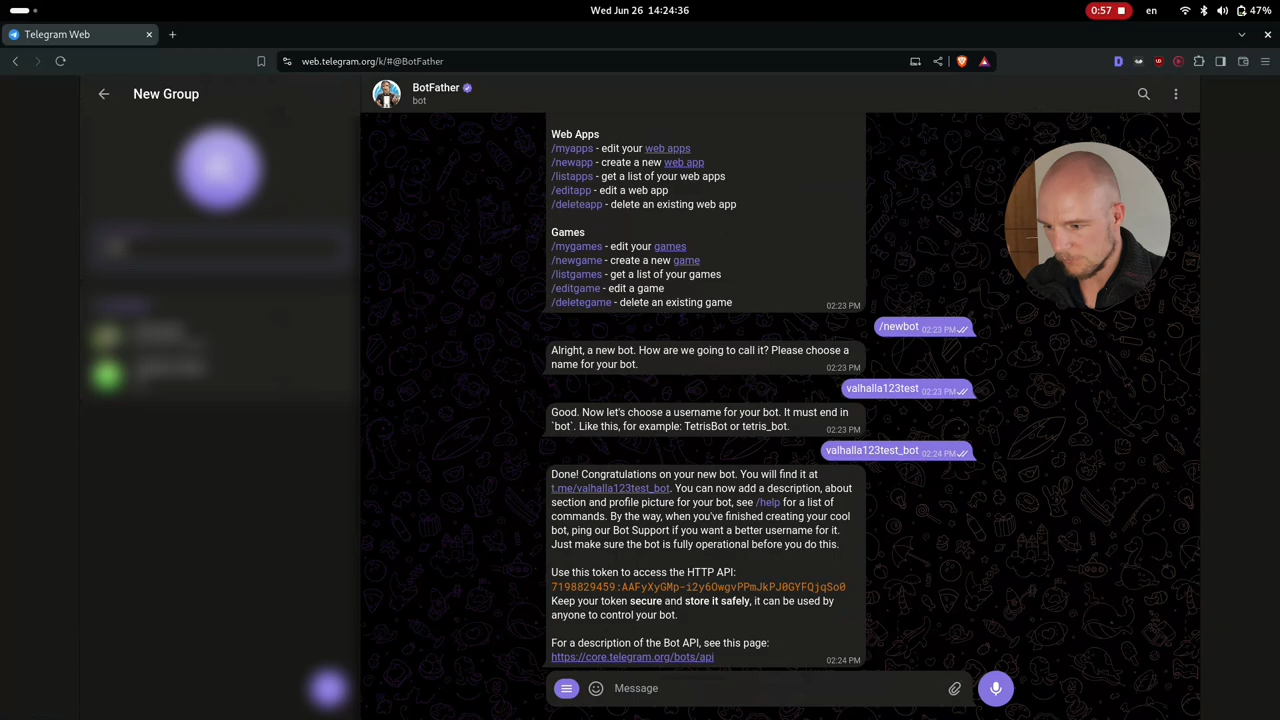 Wed Jun 26 14:24:36
0:57
en
47%
Telegram Web
web.telegram.org/k/#@BotFather
New Group
BotFather
bot
Web Apps
/myapps - edit your web apps
/newapp - create a new web app
/listapps - get a list of your web apps
/editapp - edit a web app
/deleteapp - delete an existing web app
Games
/mygames - edit your games
/newgame - create a new game
/listgames - get a list of your games
/editgame - edit a game
/deletegame - delete an existing game
02:23 PM
/newbot 02:23 PM
Alright, a new bot. How are we going to call it? Please choose a
name for your bot.
02:23 PM
valhalla123test 02:23 PM
Good. Now let's choose a username for your bot. It must end in
`bot`. Like this, for example: TetrisBot or tetris_bot.
02:23 PM
valhalla123test_bot 02:24 PM
Done! Congratulations on your new bot. You will find it at
t.me/valhalla123test_bot. You can now add a description, about
section and profile picture for your bot, see /help for a list of
commands. By the way, when you've finished creating your cool
bot, ping our Bot Support if you want a better username for it.
Just make sure the bot is fully operational before you do this.
Use this token to access the HTTP API:
7198829459:AAFyXyGMp-i2y6OwgvPPmJkPJ0GYFQjqSo0
Keep your token secure and store it safely, it can be used by
anyone to control your bot.
For a description of the Bot API, see this page:
https://core.telegram.org/bots/api
02:24 PM
Message